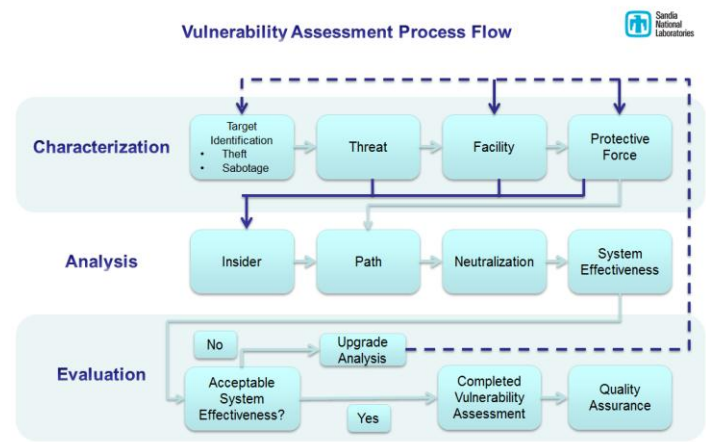 Vulnerability Assessment Process Flow
Sandia
National
Laboratories
Characterization
Target
Identification
• Theft
• Sabotage
Threat
Facility
Protective
Force
Analysis
Insider
Path
Neutralization
System
Effectiveness
Evaluation
No
Upgrade
Analysis
Acceptable
System
Effectiveness?
Yes
Completed
Vulnerability
Assessment
Quality
Assurance